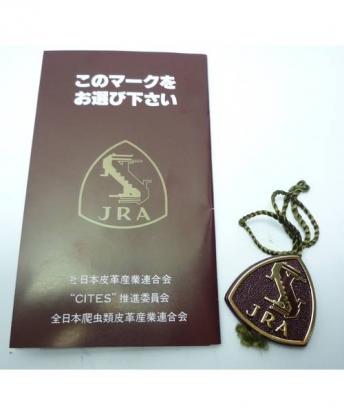 このマークを
お選び下さい
JRA
社日本皮革産業連合会
“CITES”推進委員会
全日本爬虫類皮革産業連合会
JRA